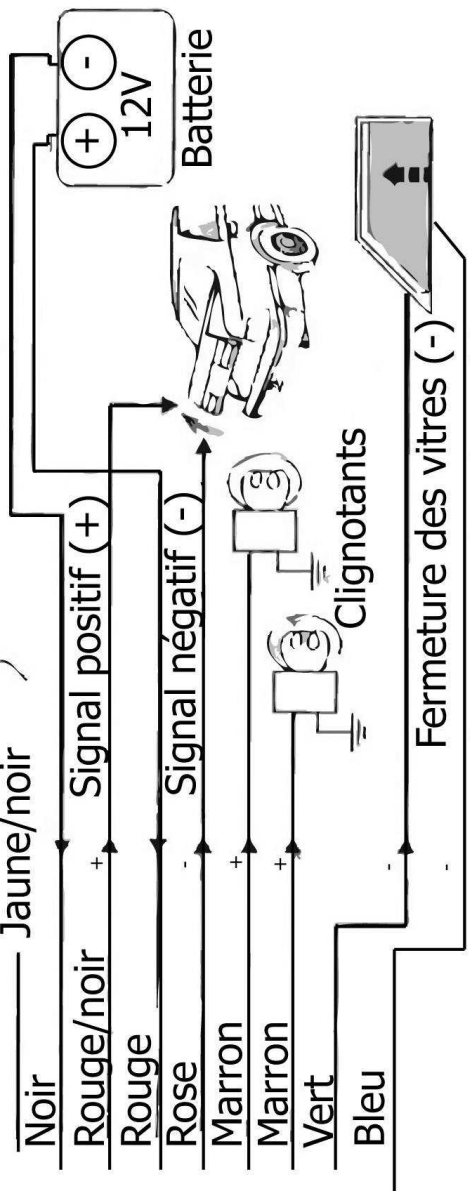 Jaune/noir
Noir
Rouge/noir
+
Signal positif (+)
Rouge
Rose
-
Signal négatif (-)
Marron
+
Marron
+
Clignotants
Vert
-
Fermeture des vitres (-)
Bleu
-
- +
12V
Batterie